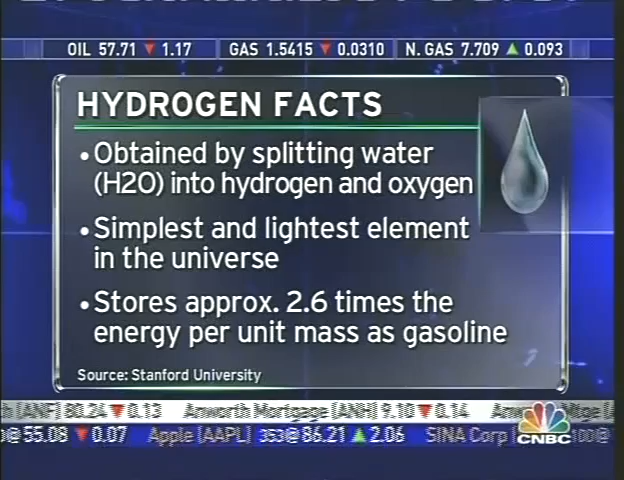 OIL 57.71 ▼ 1.17 GAS 1.5415 ▼ 0.0310 N. GAS 7.709 ▲ 0.093
HYDROGEN FACTS
• Obtained by splitting water
(H2O) into hydrogen and oxygen
• Simplest and lightest element
in the universe
• Stores approx. 2.6 times the
energy per unit mass as gasoline
Source: Stanford University
(ANF) 80.24 ▼ 0.13 Anworth Mortgage (ANH) 9.10 ▼ 0.14
@ 55.08 ▼ 0.07 Apple (AAPL) 353@86.21 ▲ 2.06 SINA Corp
CNBC